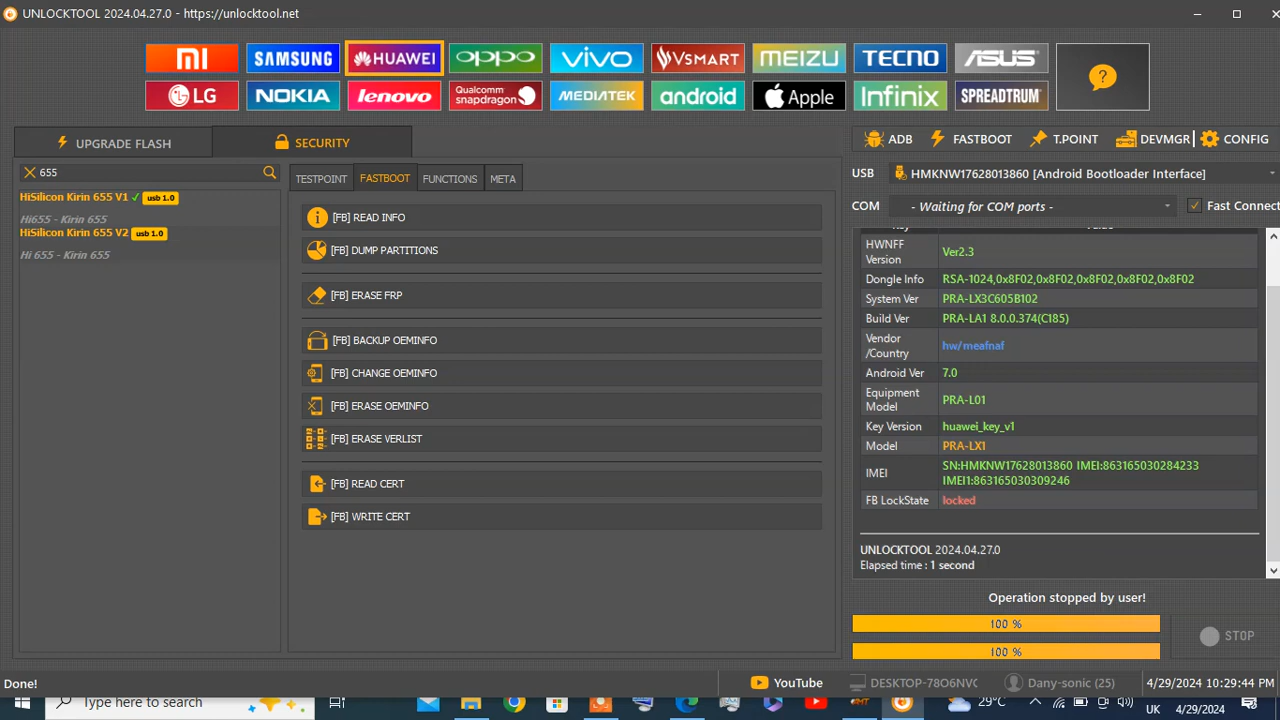 UNLOCKTOOL 2024.04.27.0 - https://unlocktool.net
MI SAMSUNG HUAWEI OPPO VIVO VSMART MEIZU TECNO ASUS ?
LG NOKIA lenovo Qualcomm snapdragon MEDIATEK android Apple Infinix SPREADTRUM
UPGRADE FLASH SECURITY
ADB FASTBOOT T.POINT DEVMGR CONFIG
655
HiSilicon Kirin 655 V1 ✓ usb 1.0
Hi655 - Kirin 655
HiSilicon Kirin 655 V2 usb 1.0
Hi 655 - Kirin 655
TESTPOINT FASTBOOT FUNCTIONS META
[FB] READ INFO
[FB] DUMP PARTITIONS
[FB] ERASE FRP
[FB] BACKUP OEMINFO
[FB] CHANGE OEMINFO
[FB] ERASE OEMINFO
[FB] ERASE VERLIST
[FB] READ CERT
[FB] WRITE CERT
USB HMKNW17628013860 [Android Bootloader Interface]
COM - Waiting for COM ports - Fast Connect
HWNFF Version Ver2.3
Dongle Info RSA-1024,0x8F02,0x8F02,0x8F02,0x8F02
System Ver PRA-LX3C605B102
Build Ver PRA-LA1 8.0.0.374(C185)
Vendor /Country hw/meafnaf
Android Ver 7.0
Equipment Model PRA-L01
Key Version huawei_key_v1
Model PRA-LX1
IMEI SN:HMKNW17628013860 IMEI:863165030284233
IMEI1:863165030309246
FB LockState locked
UNLOCKTOOL 2024.04.27.0
Elapsed time : 1 second
Operation stopped by user!
100 %
100 %
STOP
Done! YouTube DESKTOP-78O6NVC Dany-sonic (25) 4/29/2024 10:29:44 PM
Type here to search 29°C UK 4/29/2024